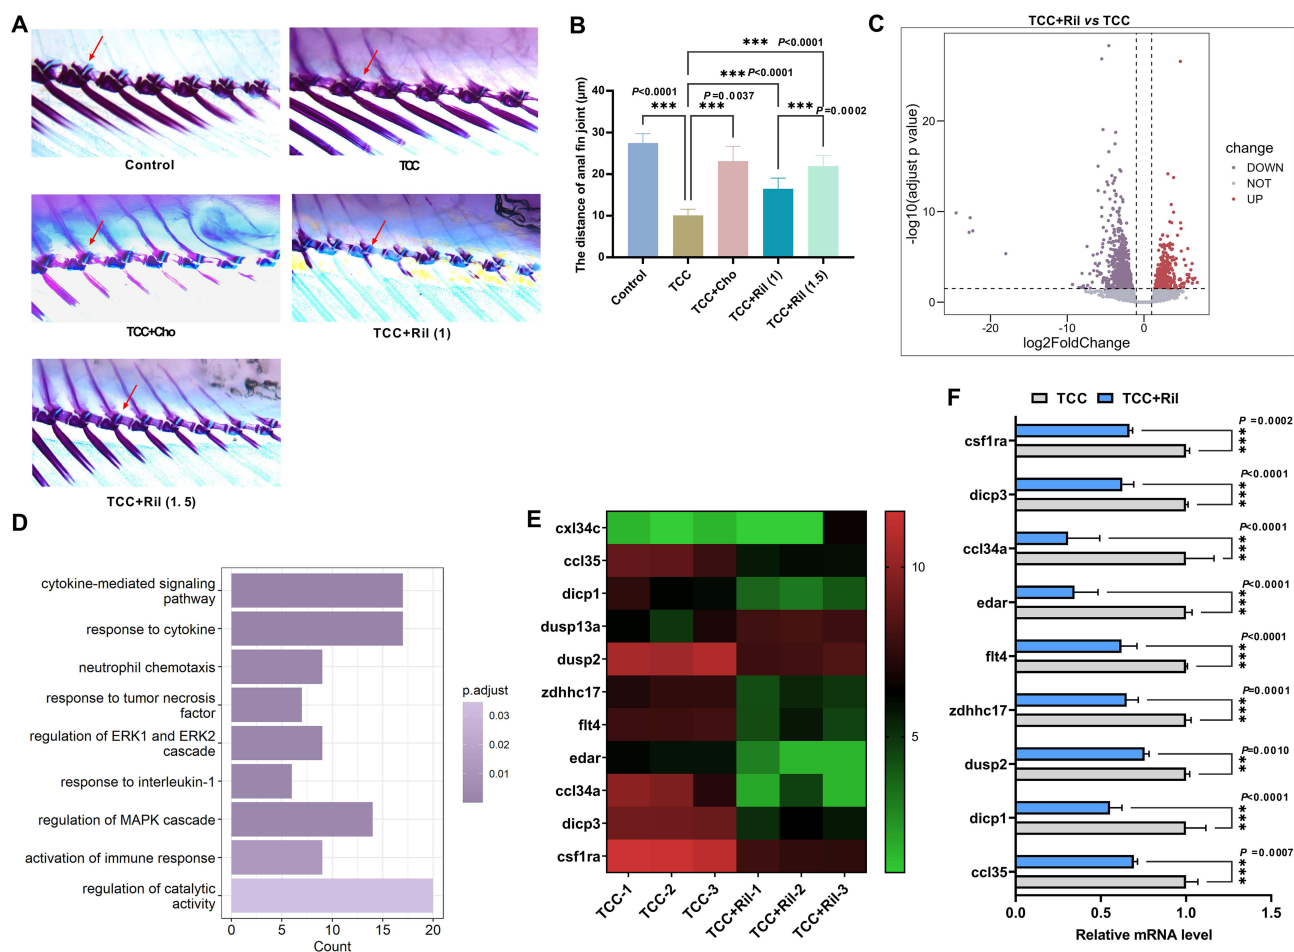 A
Control
TCC
TCC+Cho
TCC+Ril (1)
TCC+Ril (1.5)
B
The distance of anal fin joint (μm)
50
40
30
20
10
0
*** P<0.0001
*** P<0.0001
P<0.0001
P=0.0037
*** *** ***
P=0.0002
Control
TCC
TCC+Cho
TCC+Ril (1)
TCC+Ril (1.5)
C
TCC+Ril vs TCC
-log10(adjust p value)
20
10
0
-20
-10
0
log2FoldChange
change
DOWN
NOT
UP
D
cytokine-mediated signaling
pathway
response to cytokine
neutrophil chemotaxis
response to tumor necrosis
factor
regulation of ERK1 and ERK2
cascade
response to interleukin-1
regulation of MAPK cascade
activation of immune response
regulation of catalytic
activity
0
5
10
15
20
Count
p.adjust
0.03
0.02
0.01
E
cxl34c
ccl35
dicp1
dusp13a
dusp2
zdhhc17
flt4
edar
ccl34a
dicp3
csf1ra
TCC-1
TCC-2
TCC-3
TCC+Ril-1
TCC+Ril-2
TCC+Ril-3
10
5
F
TCC
TCC+Ril
csf1ra
P =0.0002
***
dicp3
P<0.0001
***
ccl34a
P<0.0001
***
edar
P<0.0001
***
flt4
P<0.0001
***
zdhhc17
P=0.0001
***
dusp2
P=0.0010
**
dicp1
P<0.0001
***
ccl35
P =0.0007
***
0.0
0.5
1.0
1.5
Relative mRNA level